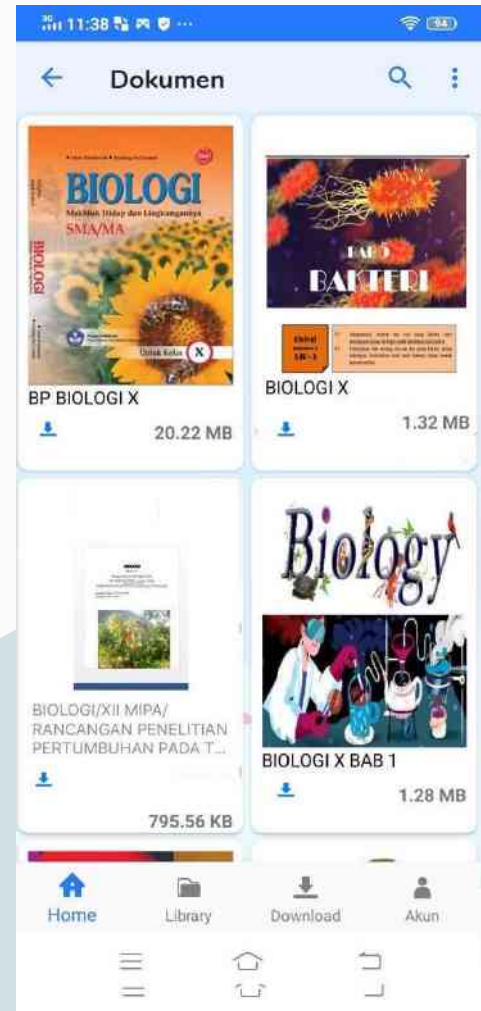 3G 11:38 ... 94
Dokumen
BIOLOGI
Makhluk Hidup dan Lingkungannya
SMA/MA
BIOLOGI
Untuk Kelas X
BP BIOLOGI X
20.22 MB
BAB 5
BAKTERI
BIOLOGI X
1.32 MB
BIOLOGI/XII MIPA/
RANCANGAN PENELITIAN
PERTUMBUHAN PADA T...
795.56 KB
Biology
BIOLOGI X BAB 1
1.28 MB
Home Library Download Akun